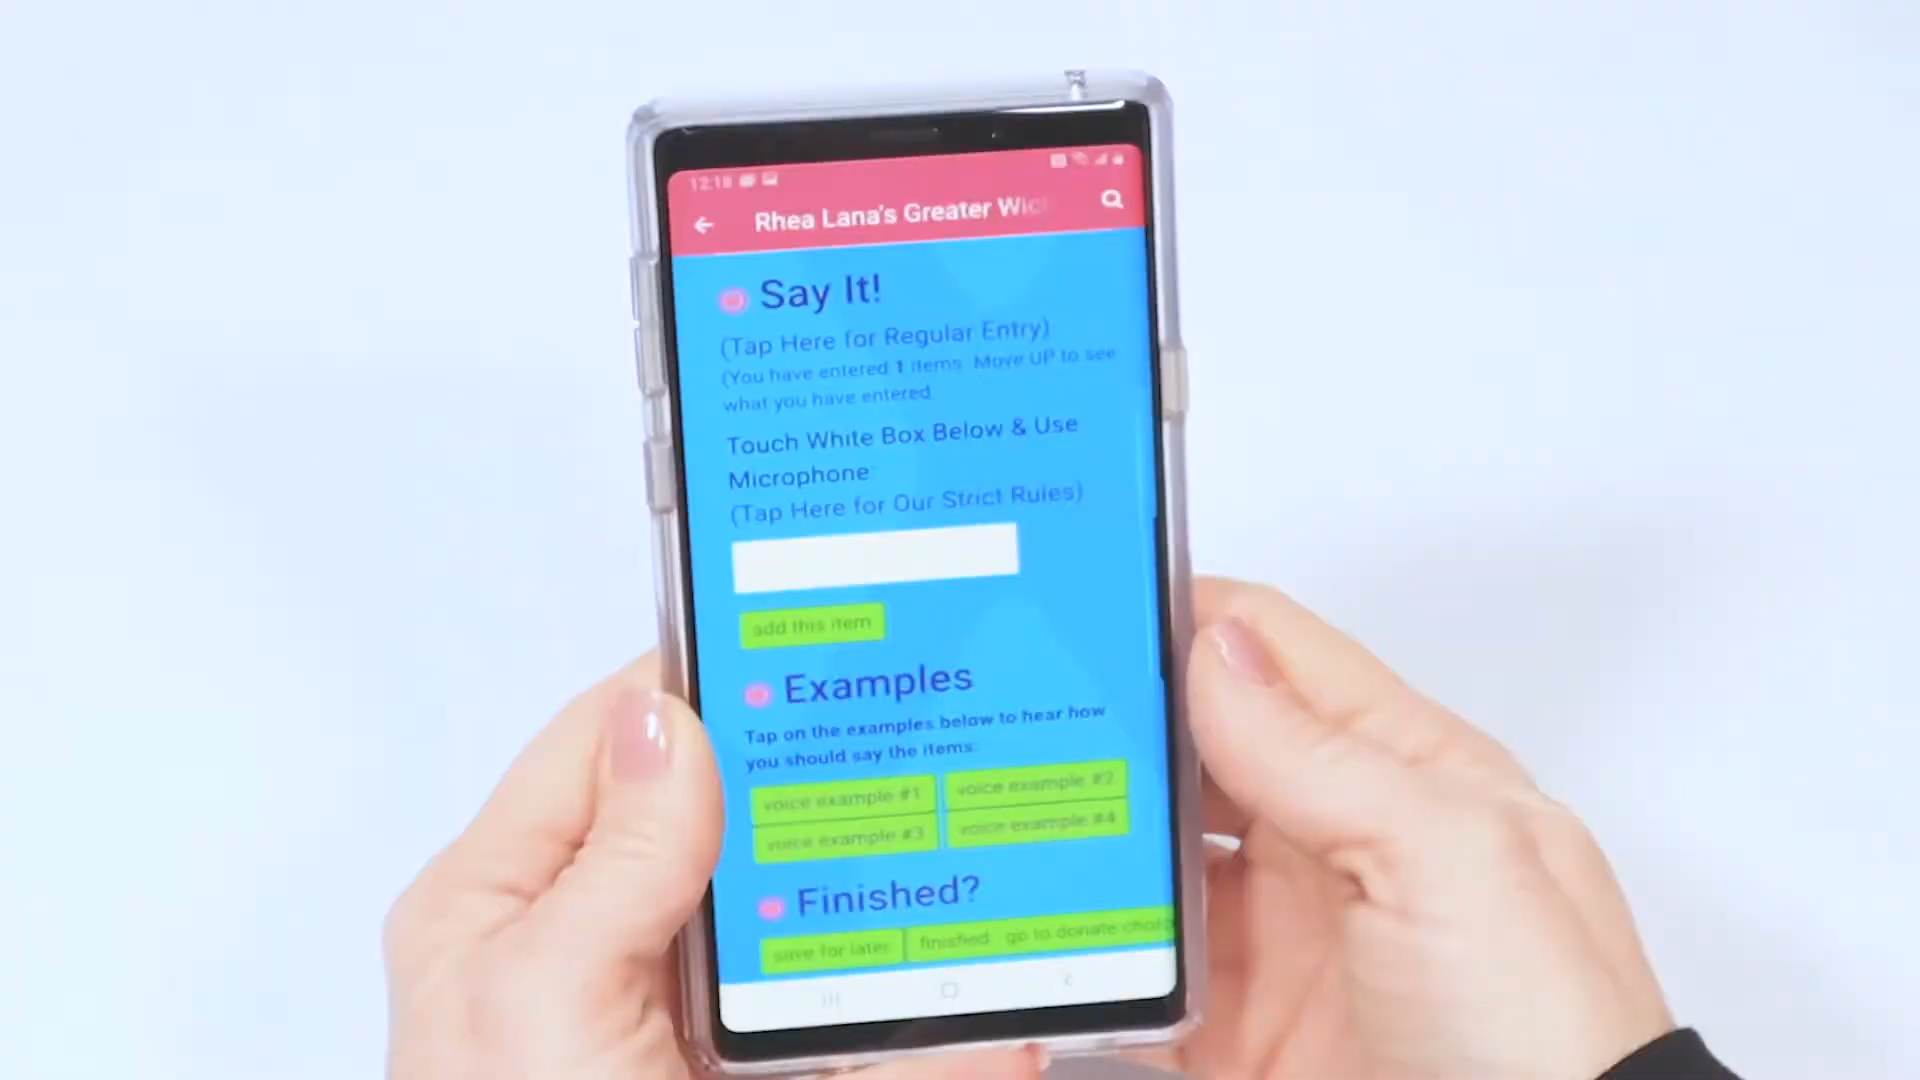 12:18
Rhea Lana's Greater Wic
Say It!
(Tap Here for Regular Entry)
(You have entered 1 items. Move UP to see
what you have entered.
Touch White Box Below & Use
Microphone:
(Tap Here for Our Strict Rules)
add this item
Examples
Tap on the examples below to hear how
you should say the items:
voice example #1
voice example #2
voice example #3
voice example #4
Finished?
save for later
finished go to donate